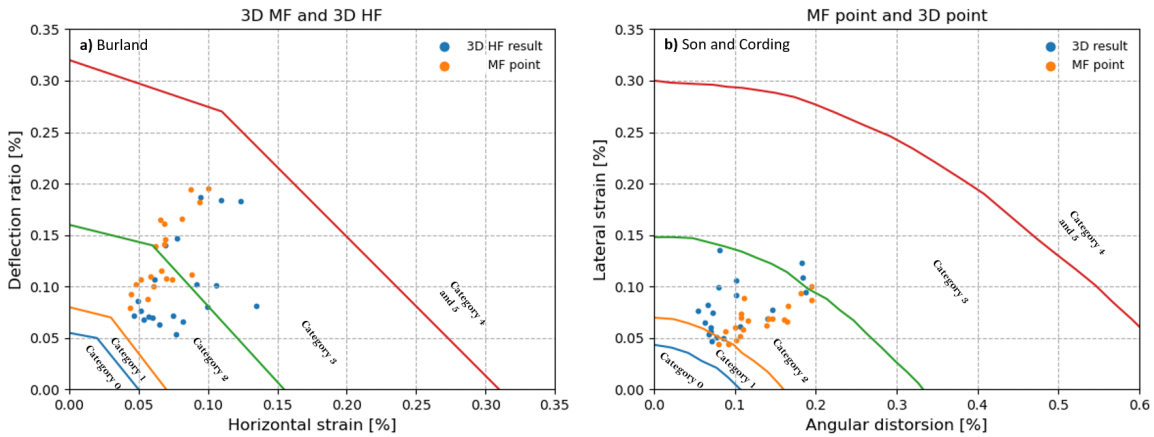 3D MF and 3D HF
a) Burland
3D HF result
MF point
0.35
0.30
0.25
0.20
0.15
0.10
0.05
0.00
Deflection ratio [%]
Category 0
Category 1
Category 2
Category 3
Category 4
and 5
0.00 0.05 0.10 0.15 0.20 0.25 0.30 0.35
Horizontal strain [%]
MF point and 3D point
b) Son and Cording
3D result
MF point
0.35
0.30
0.25
0.20
0.15
0.10
0.05
0.00
Lateral strain [%]
Category 0
Category 1
Category 2
Category 3
Category 4
and 5
0.0 0.1 0.2 0.3 0.4 0.5 0.6
Angular distorsion [%]